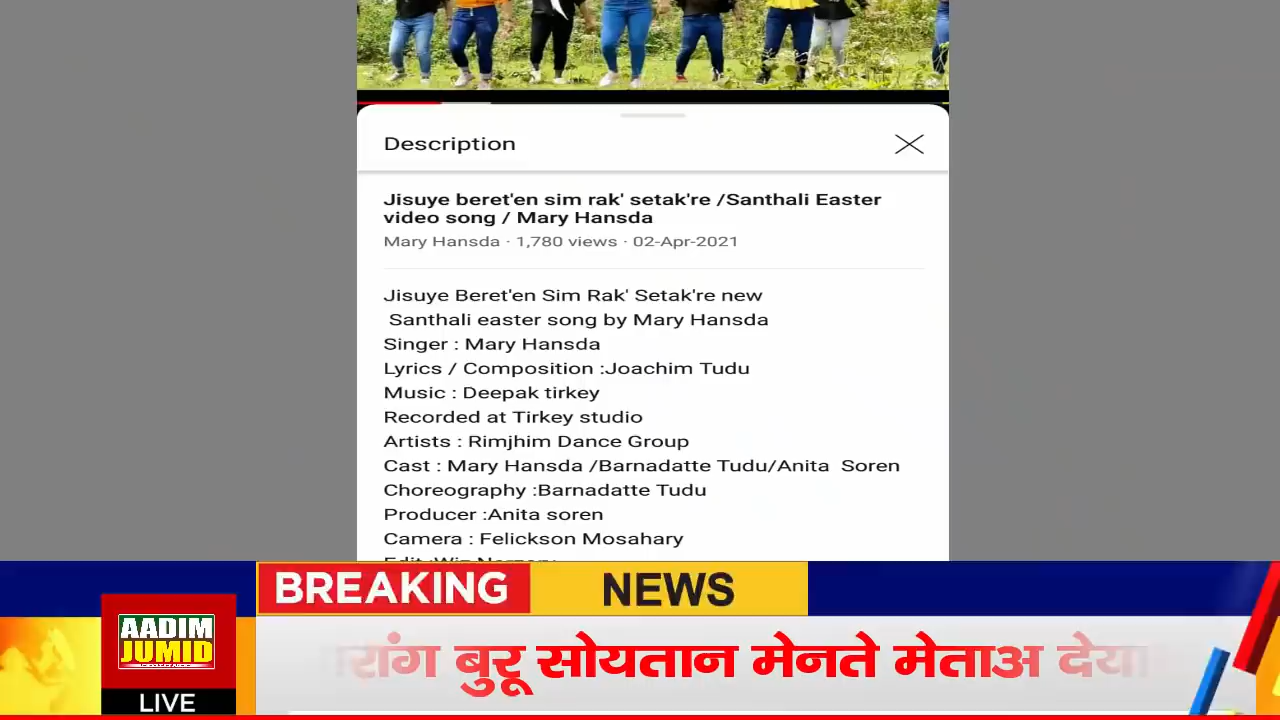 Description
Jisuye beret'en sim rak' setak're /Santhali Easter
video song / Mary Hansda
Mary Hansda · 1,780 views · 02-Apr-2021
Jisuye Beret'en Sim Rak' Setak're new
Santhali easter song by Mary Hansda
Singer : Mary Hansda
Lyrics / Composition :Joachim Tudu
Music : Deepak tirkey
Recorded at Tirkey studio
Artists : Rimjhim Dance Group
Cast : Mary Hansda /Barnadatte Tudu/Anita  Soren
Choreography :Barnadatte Tudu
Producer :Anita soren
Camera : Felickson Mosahary
BREAKING NEWS
AADIM
JUMID
LIVE
बुरू सोयतान मेनते मेताअ